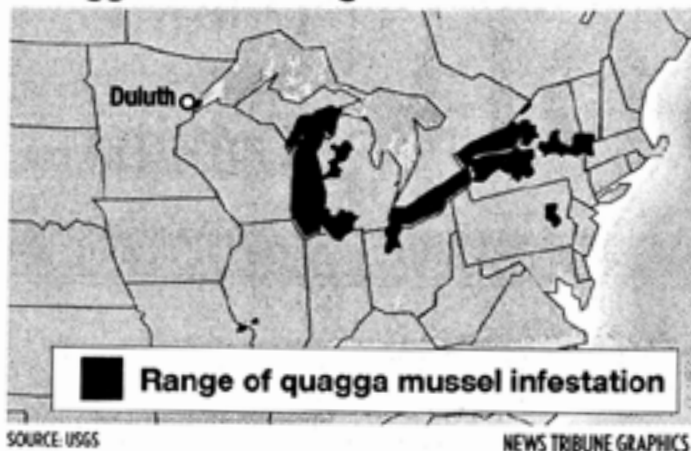 Duluth
Range of quagga mussel infestation
SOURCE: USGS
NEWS TRIBUNE GRAPHICS